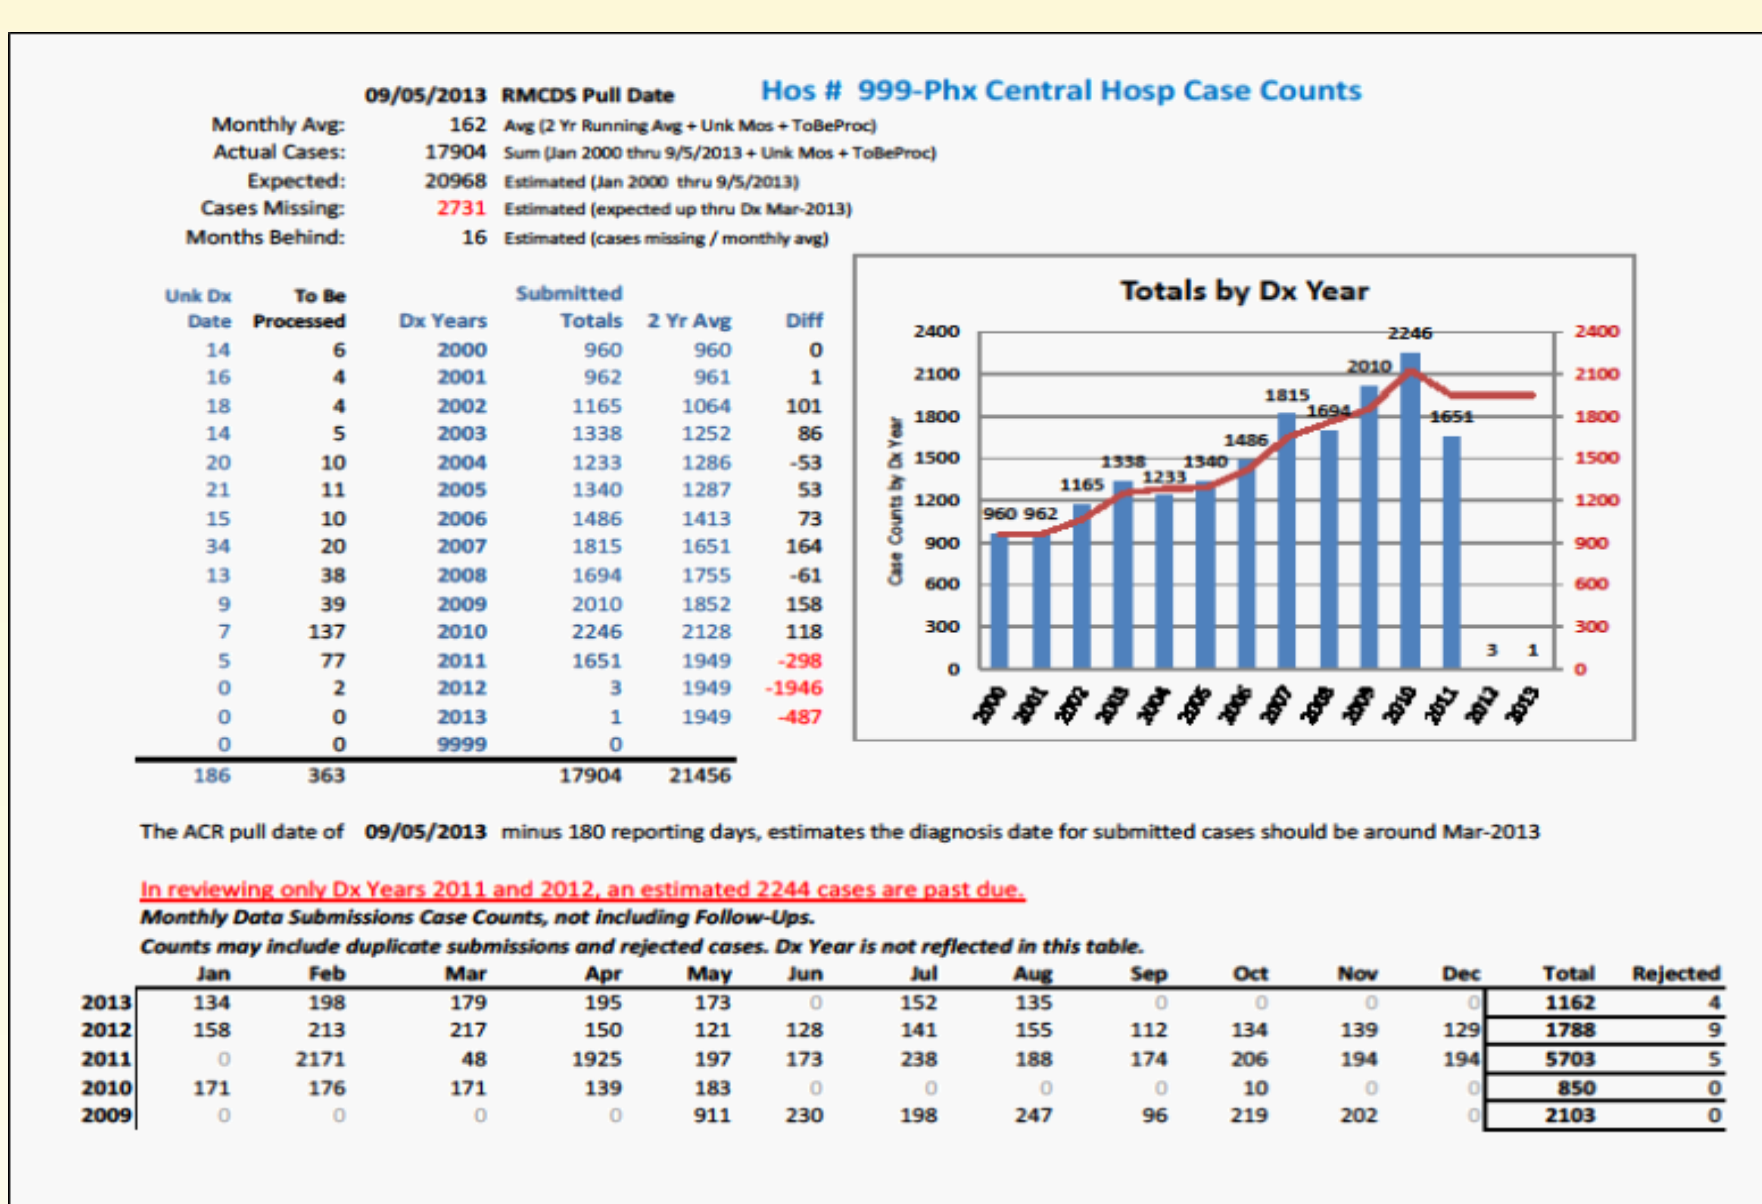 09/05/2013 RMCDS Pull Date Hos # 999-Phx Central Hosp Case Counts
Monthly Avg: 162 Avg (2 Yr Running Avg + Unk Mos + ToBeProc)
Actual Cases: 17904 Sum (Jan 2000 thru 9/5/2013 + Unk Mos + ToBeProc)
Expected: 20968 Estimated (Jan 2000 thru 9/5/2013)
Cases Missing: 2731 Estimated (expected up thru Dx Mar-2013)
Months Behind: 16 Estimated (cases missing / monthly avg)
Unk Dx To Be Submitted
Date Processed Dx Years Totals 2 Yr Avg Diff
14 6 2000 960 960 0
16 4 2001 962 961 1
18 4 2002 1165 1064 101
14 5 2003 1338 1252 86
20 10 2004 1233 1286 -53
21 11 2005 1340 1287 53
15 10 2006 1486 1413 73
34 20 2007 1815 1651 164
13 38 2008 1694 1755 -61
9 39 2009 2010 1852 158
7 137 2010 2246 2128 118
5 77 2011 1651 1949 -298
0 2 2012 3 1949 -1946
0 0 2013 1 1949 -487
0 0 9999 0
186 363 17904 21456
Totals by Dx Year
Case Counts by Dx Year
2400 2246 2400
2100 2010 2100
1800 1815 1694 1651 1800
1500 1338 1340 1486 1500
1200 1165 1233 1200
900 960 962 900
600 600
300 300
0 3 1 0
2000 2001 2002 2003 2004 2005 2006 2007 2008 2009 2010 2011 2012 2013
The ACR pull date of 09/05/2013 minus 180 reporting days, estimates the diagnosis date for submitted cases should be around Mar-2013
In reviewing only Dx Years 2011 and 2012, an estimated 2244 cases are past due.
Monthly Data Submissions Case Counts, not including Follow-Ups.
Counts may include duplicate submissions and rejected cases. Dx Year is not reflected in this table.
Jan Feb Mar Apr May Jun Jul Aug Sep Oct Nov Dec Total Rejected
2013 134 198 179 195 173 0 152 135 0 0 0 0 1162 4
2012 158 213 217 150 121 128 141 155 112 134 139 129 1788 9
2011 0 2171 48 1925 197 173 238 188 174 206 194 194 5703 5
2010 171 176 171 139 183 0 0 0 0 10 0 0 850 0
2009 0 0 0 0 911 230 198 247 96 219 202 0 2103 0